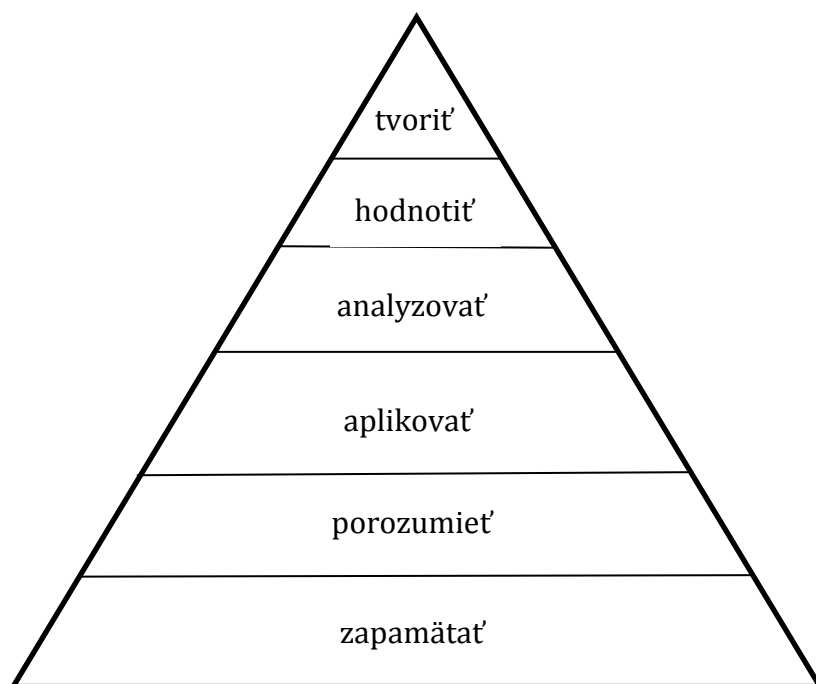 tvoriť
hodnotiť
analyzovať
aplikovať
porozumieť
zapamätať